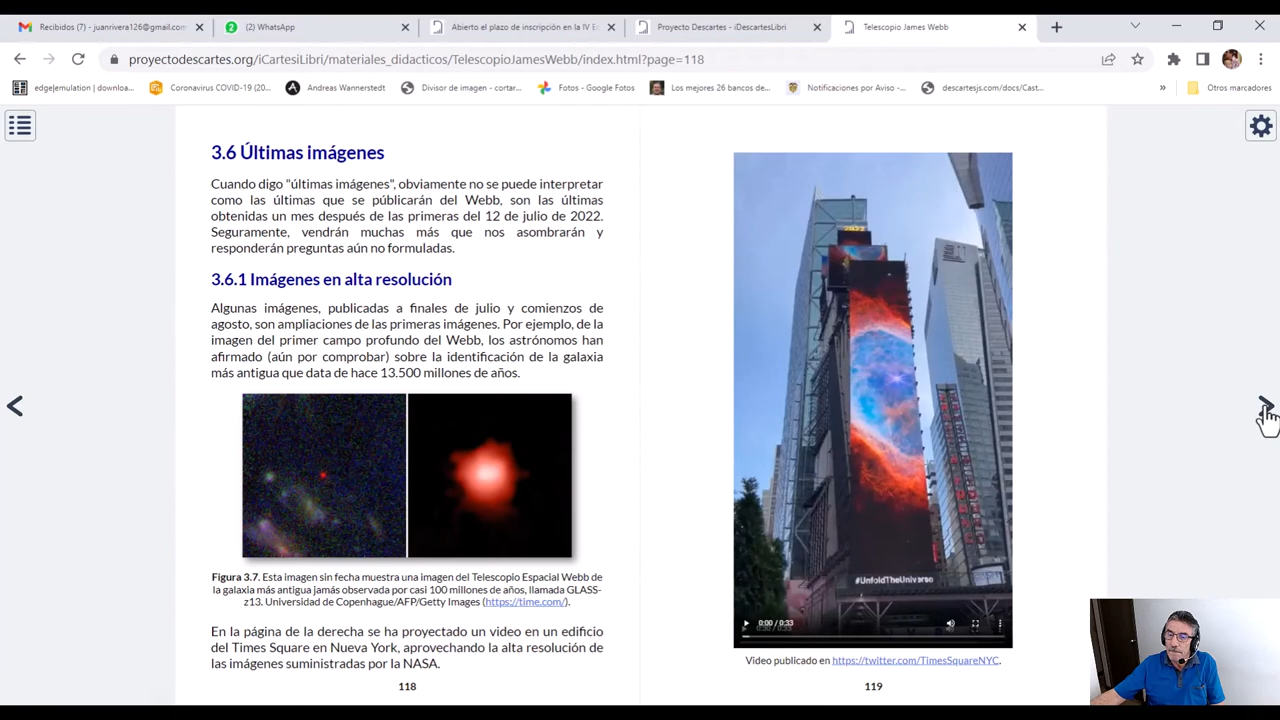 Recibidos (7) - juanrivera126@gmail.com
(2) WhatsApp
Abierto el plazo de inscripción en la IV E
Proyecto Descartes - iDescartesLibri
Telescopio James Webb
proyectodescartes.org/iCartesiLibri/materiales_didacticos/TelescopioJamesWebb/index.html?page=118
edge|emulation | downloa...
Coronavirus COVID-19 (20...
Andreas Wannerstedt
Divisor de imagen - cortar...
Fotos - Google Fotos
Los mejores 26 bancos de...
Notificaciones por Aviso -...
descartesjs.com/docs/Cast...
»
Otros marcadores
3.6 Últimas imágenes
Cuando digo "últimas imágenes", obviamente no se puede interpretar
como las últimas que se públicarán del Webb, son las últimas
obtenidas un mes después de las primeras del 12 de julio de 2022.
Seguramente, vendrán muchas más que nos asombrarán y
responderán preguntas aún no formuladas.
3.6.1 Imágenes en alta resolución
Algunas imágenes, publicadas a finales de julio y comienzos de
agosto, son ampliaciones de las primeras imágenes. Por ejemplo, de la
imagen del primer campo profundo del Webb, los astrónomos han
afirmado (aún por comprobar) sobre la identificación de la galaxia
más antigua que data de hace 13.500 millones de años.
Figura 3.7. Esta imagen sin fecha muestra una imagen del Telescopio Espacial Webb de
la galaxia más antigua jamás observada por casi 100 millones de años, llamada GLASS-
z13. Universidad de Copenhague/AFP/Getty Images (https://time.com/).
En la página de la derecha se ha proyectado un video en un edificio
del Times Square en Nueva York, aprovechando la alta resolución de
las imágenes suministradas por la NASA.
118
2022
#UnfoldTheUniverse
0:00 / 0:33
Video publicado en https://twitter.com/TimesSquareNYC.
119